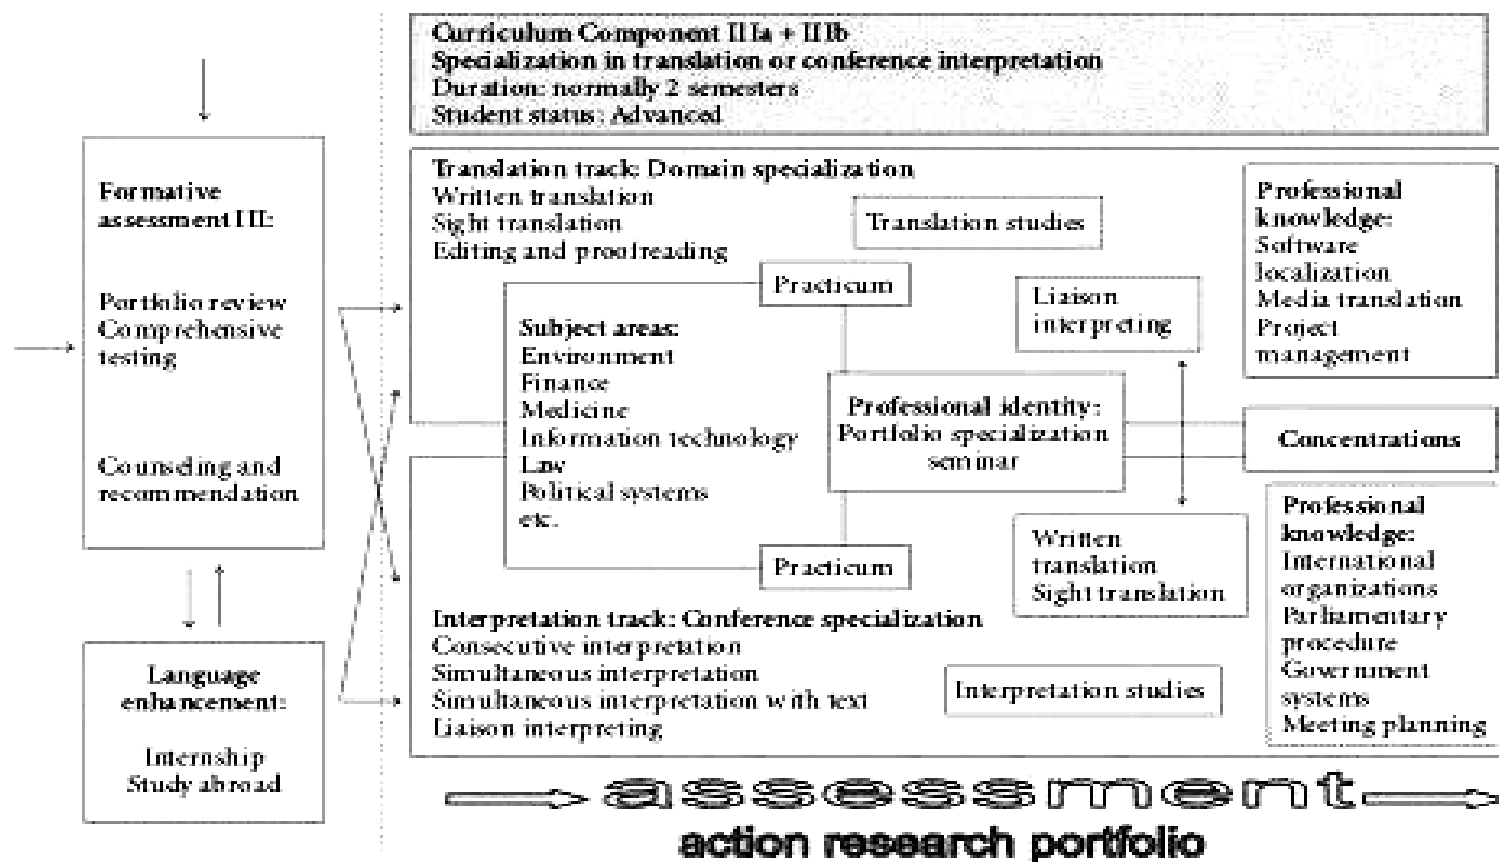 Curriculum Component IIIa + IIIb
Specialization in translation or conference interpretation
Duration: normally 2 semesters
Student status: Advanced
Formative
assessment III:
Portfolio review
Comprehensive
testing
Counseling and
recommendation
Language
enhancement:
Internship
Study abroad
Translation track: Domain specialization
Written translation
Sight translation
Editing and proofreading
Translation studies
Practicum
Subject areas:
Environment
Finance
Medicine
Information technology
Law
Political systems
etc.
Practicum
Liaison
interpreting
Professional identity:
Portfolio specialization
seminar
Written
translation
Sight translation
Professional
knowledge:
Software
localization
Media translation
Project
management
Concentrations
Professional
knowledge:
International
organizations
Parliamentary
procedure
Government
systems
Meeting planning
Interpretation track: Conference specialization
Consecutive interpretation
Simultaneous interpretation
Simultaneous interpretation with text
Liaison interpreting
Interpretation studies
assessment
action research portfolio